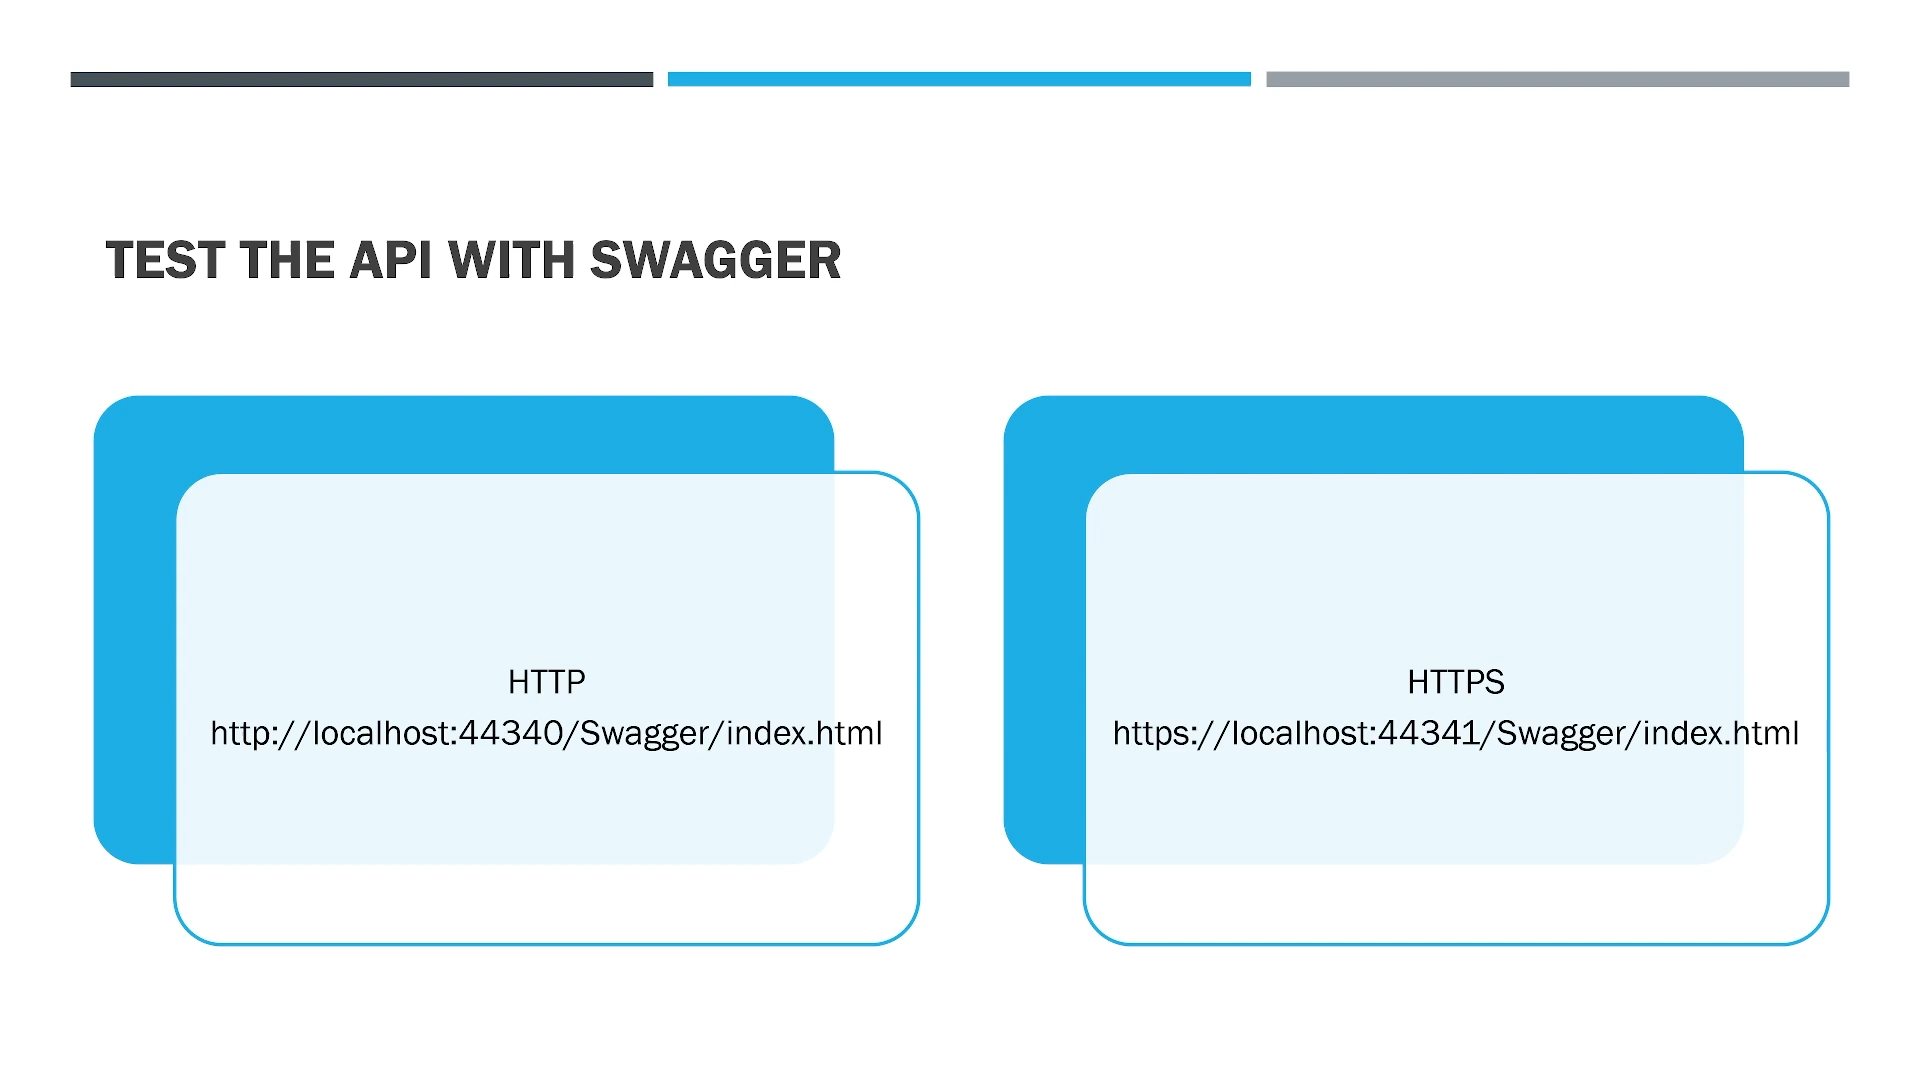 TEST THE API WITH SWAGGER
HTTP
http://localhost:44340/Swagger/index.html
HTTPS
https://localhost:44341/Swagger/index.html